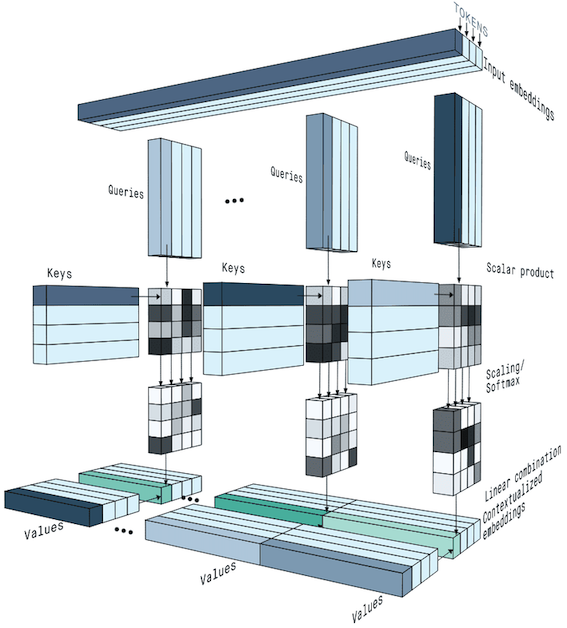 TOKENS
Input embeddings
Queries
Queries
Queries
Keys
Keys
Keys
Scalar product
Scaling/
Softmax
Linear combination
Contextualized
embeddings
Values
Values
Values